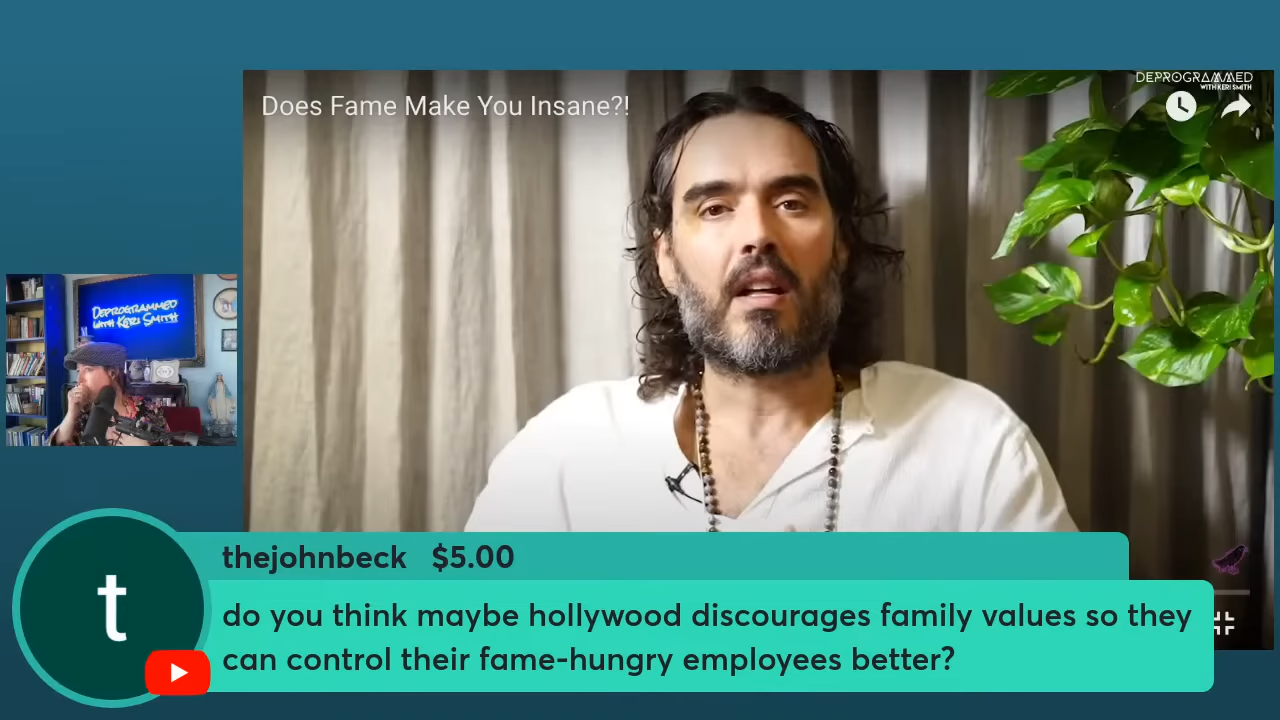 DEPROGRAMMED
WITH KERI SMITH
Does Fame Make You Insane?!
DEPROGRAMMED
WITH KERI SMITH
t
thejohnbeck $5.00
do you think maybe hollywood discourages family values so they
can control their fame-hungry employees better?